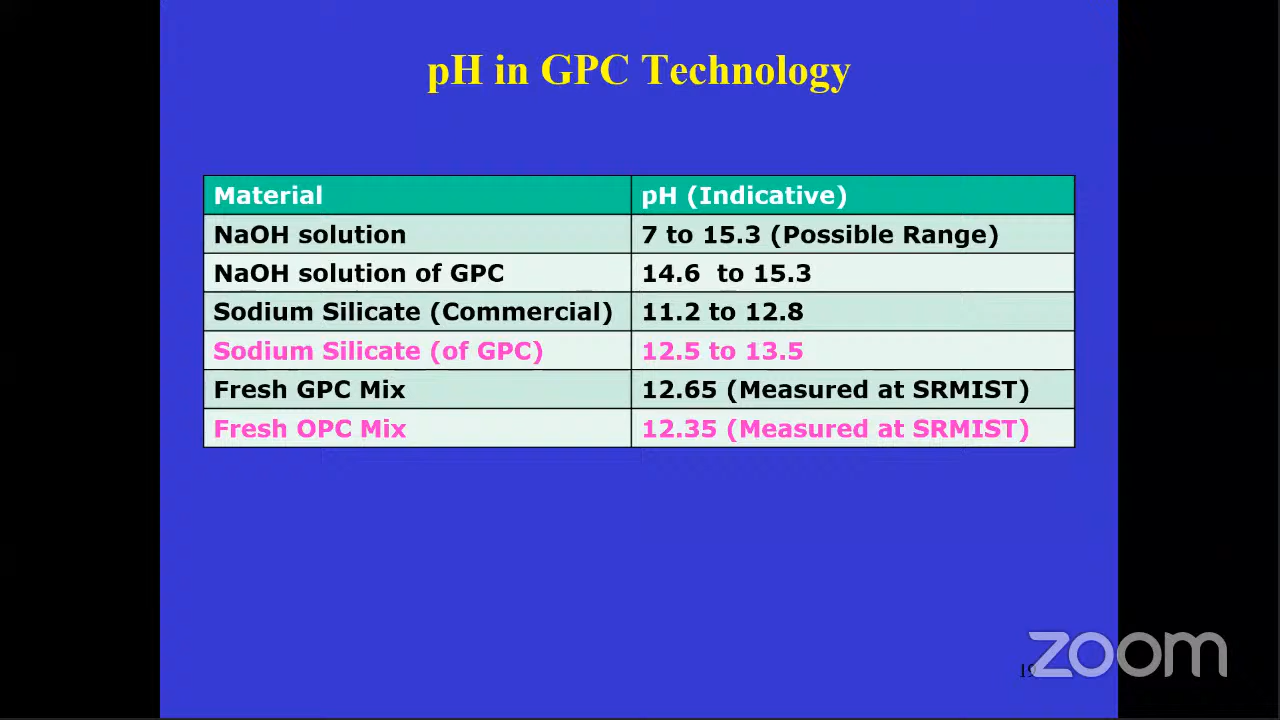 pH in GPC Technology
Material pH (Indicative)
NaOH solution 7 to 15.3 (Possible Range)
NaOH solution of GPC 14.6 to 15.3
Sodium Silicate (Commercial) 11.2 to 12.8
Sodium Silicate (of GPC) 12.5 to 13.5
Fresh GPC Mix 12.65 (Measured at SRMIST)
Fresh OPC Mix 12.35 (Measured at SRMIST)
19
zoom